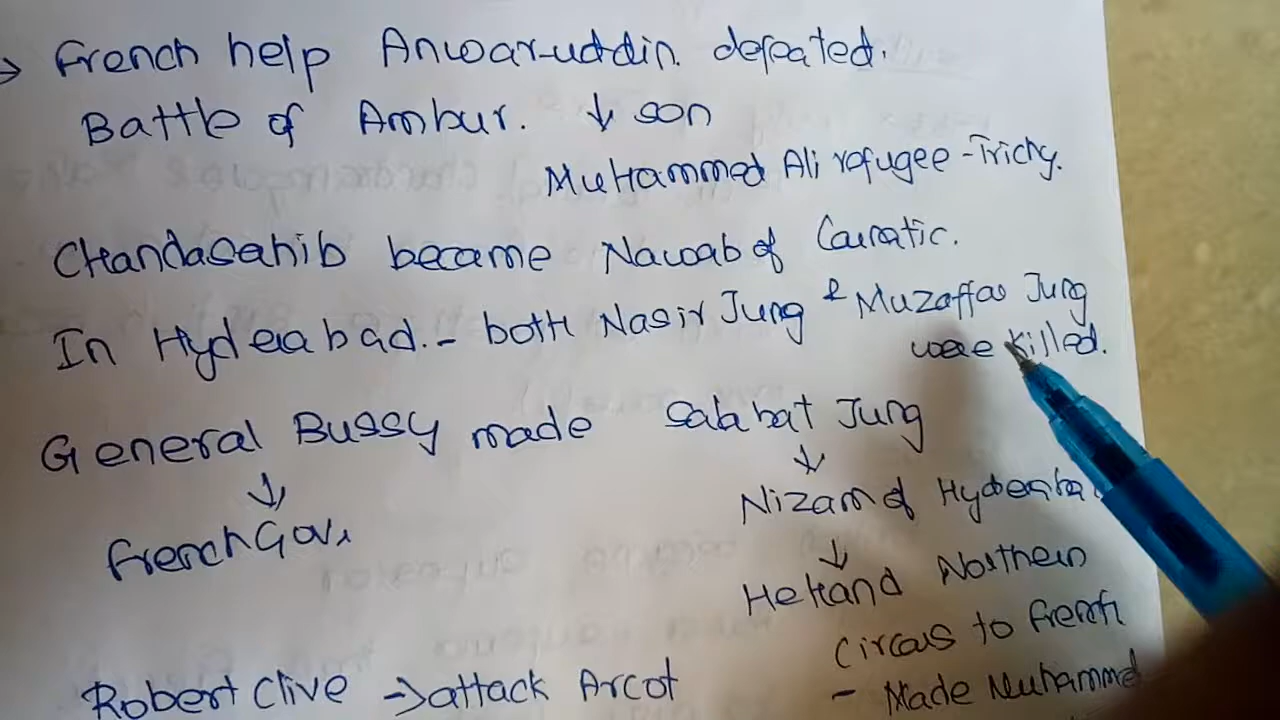 → French help Anwar-uddin defeated.
Battle of Ambur. ↓ son
Muhammed Ali refugee - Trichy.
Chandasahib became Nawab of Carnatic.
In Hyderabad. - both Nasir Jung & Muzaffar Jung
were killed.
General Bussy made Salabat Jung
↓ ↓
French Gov. Nizam of Hyderaba
↓
He hand Northern
Circars to French
Robert Clive → attack Arcot
- Made Muhammed